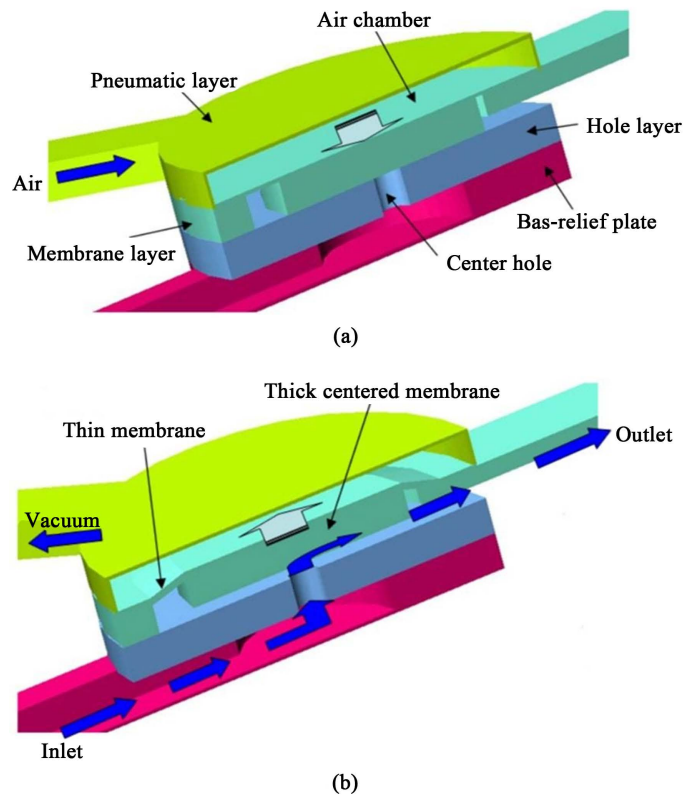 Air chamber
Pneumatic layer
Hole layer
Air
Bas-relief plate
Membrane layer
Center hole
(a)
Thick centered membrane
Thin membrane
Outlet
Vacuum
Inlet
(b)